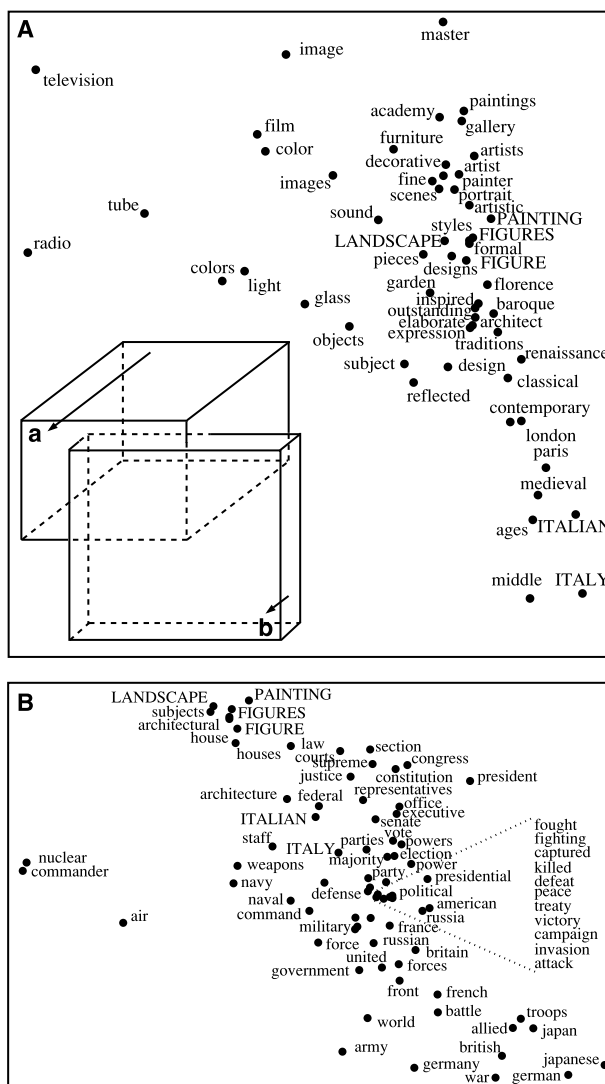 A
master
image
television
paintings
academy
gallery
film
furniture
color
artists
decorative
artist
images
fine
painter
scenes
portrait
tube
artistic
sound
PAINTING
styles
FIGURES
LANDSCAPE
formal
radio
pieces
FIGURE
designs
colors
light
garden
florence
glass
inspired
baroque
outstanding
elaborate
architect
objects
expression
traditions
renaissance
subject
design
classical
reflected
a
contemporary
london
paris
medieval
ages
ITALIAN
middle
ITALY
b
B
LANDSCAPE
PAINTING
subjects
FIGURES
architectural
FIGURE
house
houses
law
section
courts
supreme
congress
justice
constitution
president
representatives
architecture
federal
office
executive
ITALIAN
senate
vote
staff
parties
powers
ITALY
majority
election
nuclear
weapons
power
commander
party
presidential
navy
defense
political
naval
american
command
russia
air
military
france
force
russian
united
britain
government
forces
front
french
battle
troops
world
allied
japan
army
british
japanese
germany
war
german
fought
fighting
captured
killed
defeat
peace
treaty
victory
campaign
invasion
attack